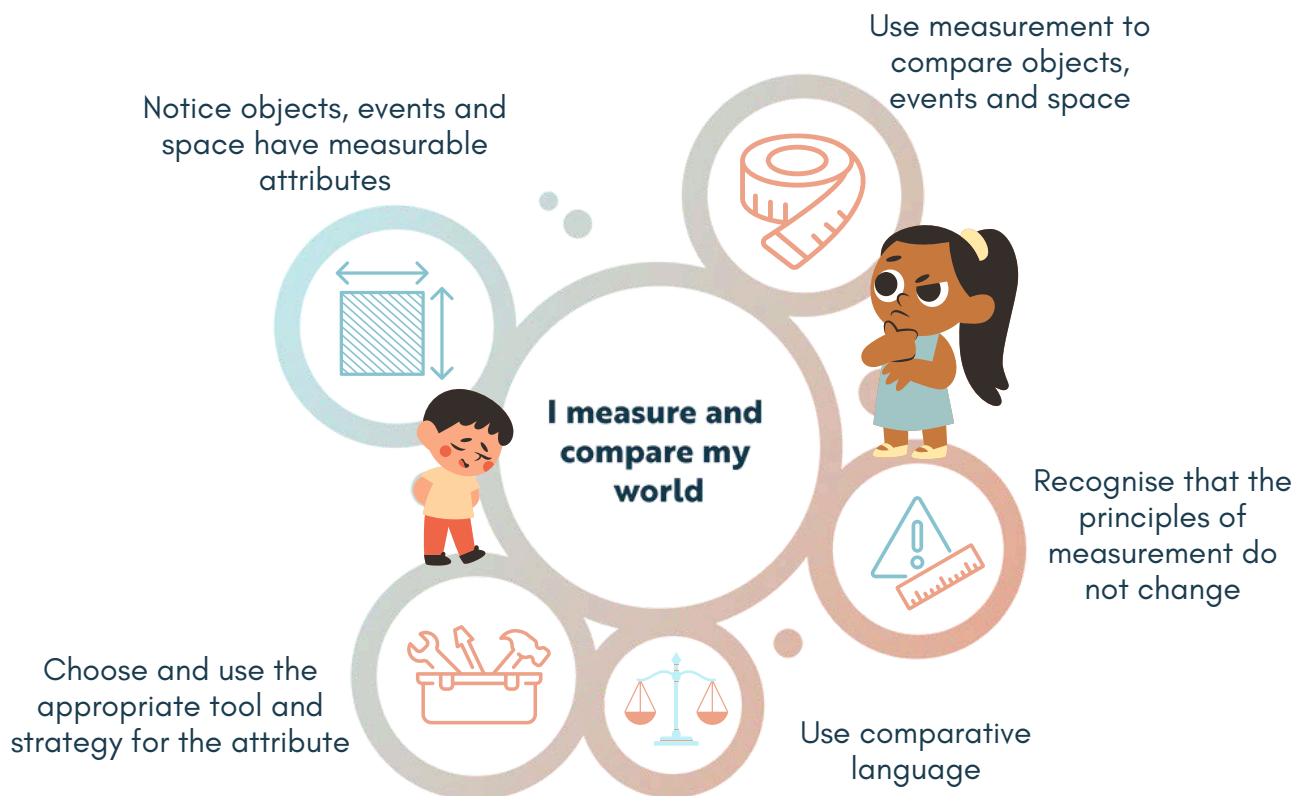 Use measurement to
compare objects,
events and space
Notice objects, events and
space have measurable
attributes
I measure and
compare my
world
Recognise that the
principles of
measurement do
not change
Choose and use the
appropriate tool and
strategy for the attribute
Use comparative
language